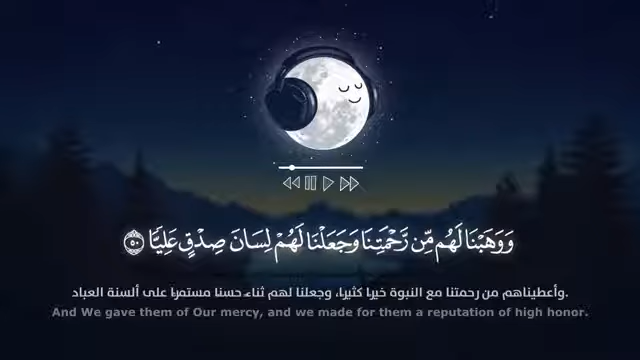 وَوَهَبْنَا لَهُم مِّن رَّحْمَتِنَا وَجَعَلْنَا لَهُمْ لِسَانَ صِدْقٍ عَلِيًّا ۝٥٠
وأعطيناهم من رحمتنا مع النبوة خيرا كثيرا، وجعلنا لهم ثناء حسنا مستمرا على ألسنة العباد.
And We gave them of Our mercy, and we made for them a reputation of high honor.